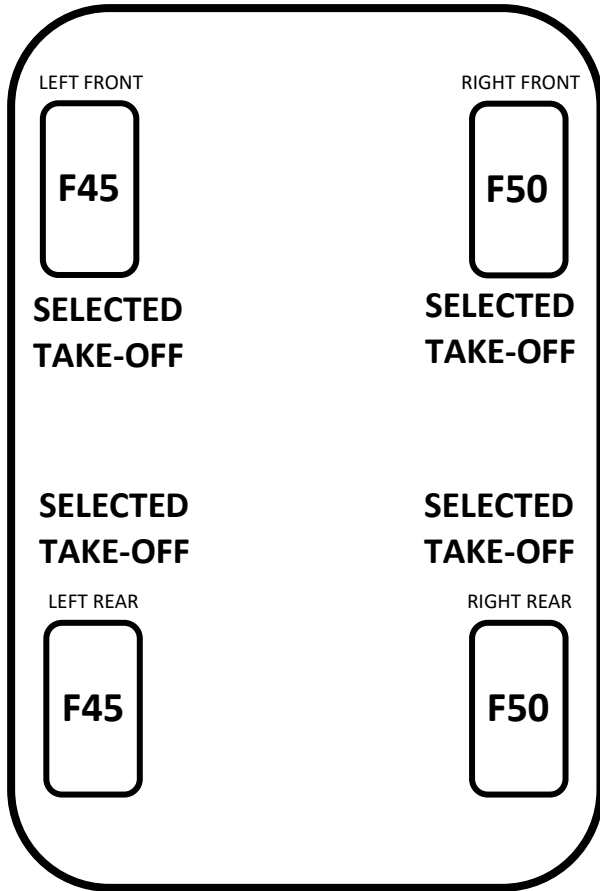 LEFT FRONT
RIGHT FRONT
F45
F50
SELECTED
TAKE-OFF
SELECTED
TAKE-OFF
SELECTED
TAKE-OFF
SELECTED
TAKE-OFF
LEFT REAR
RIGHT REAR
F45
F50